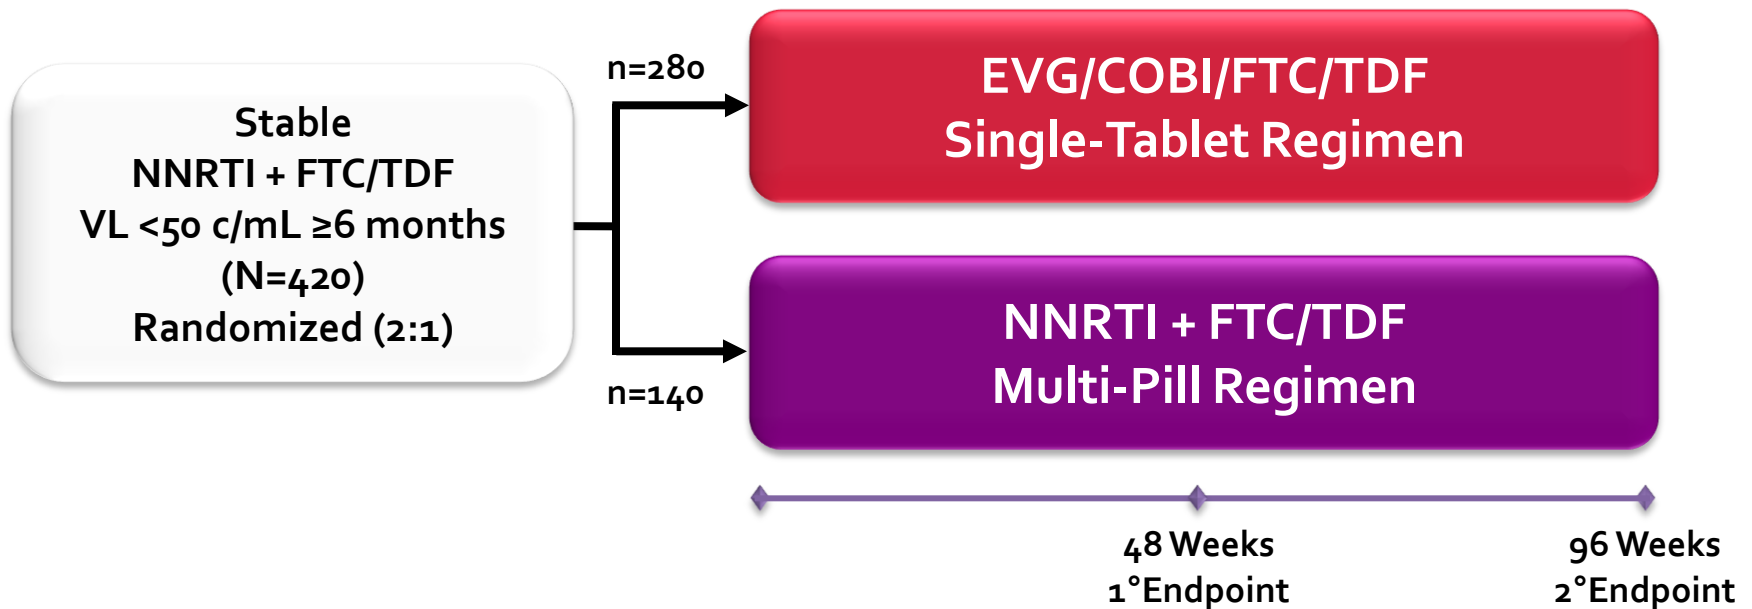 Stable
NNRTI + FTC/TDF
VL <50 c/mL ≥6 months
(N=420)
Randomized (2:1)
n=280
EVG/COBI/FTC/TDF
Single-Tablet Regimen
n=140
NNRTI + FTC/TDF
Multi-Pill Regimen
48 Weeks
1°Endpoint
96 Weeks
2°Endpoint